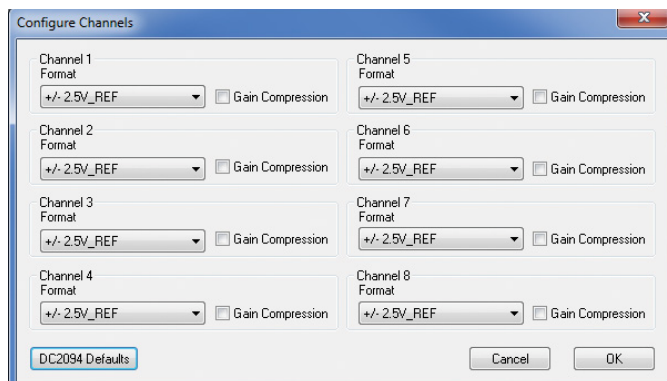 Configure Channels
x
Channel 1
Format
+/- 2.5V_REF
Gain Compression
Channel 2
Format
+/- 2.5V_REF
Gain Compression
Channel 3
Format
+/- 2.5V_REF
Gain Compression
Channel 4
Format
+/- 2.5V_REF
Gain Compression
Channel 5
Format
+/- 2.5V_REF
Gain Compression
Channel 6
Format
+/- 2.5V_REF
Gain Compression
Channel 7
Format
+/- 2.5V_REF
Gain Compression
Channel 8
Format
+/- 2.5V_REF
Gain Compression
DC2094 Defaults
Cancel
OK